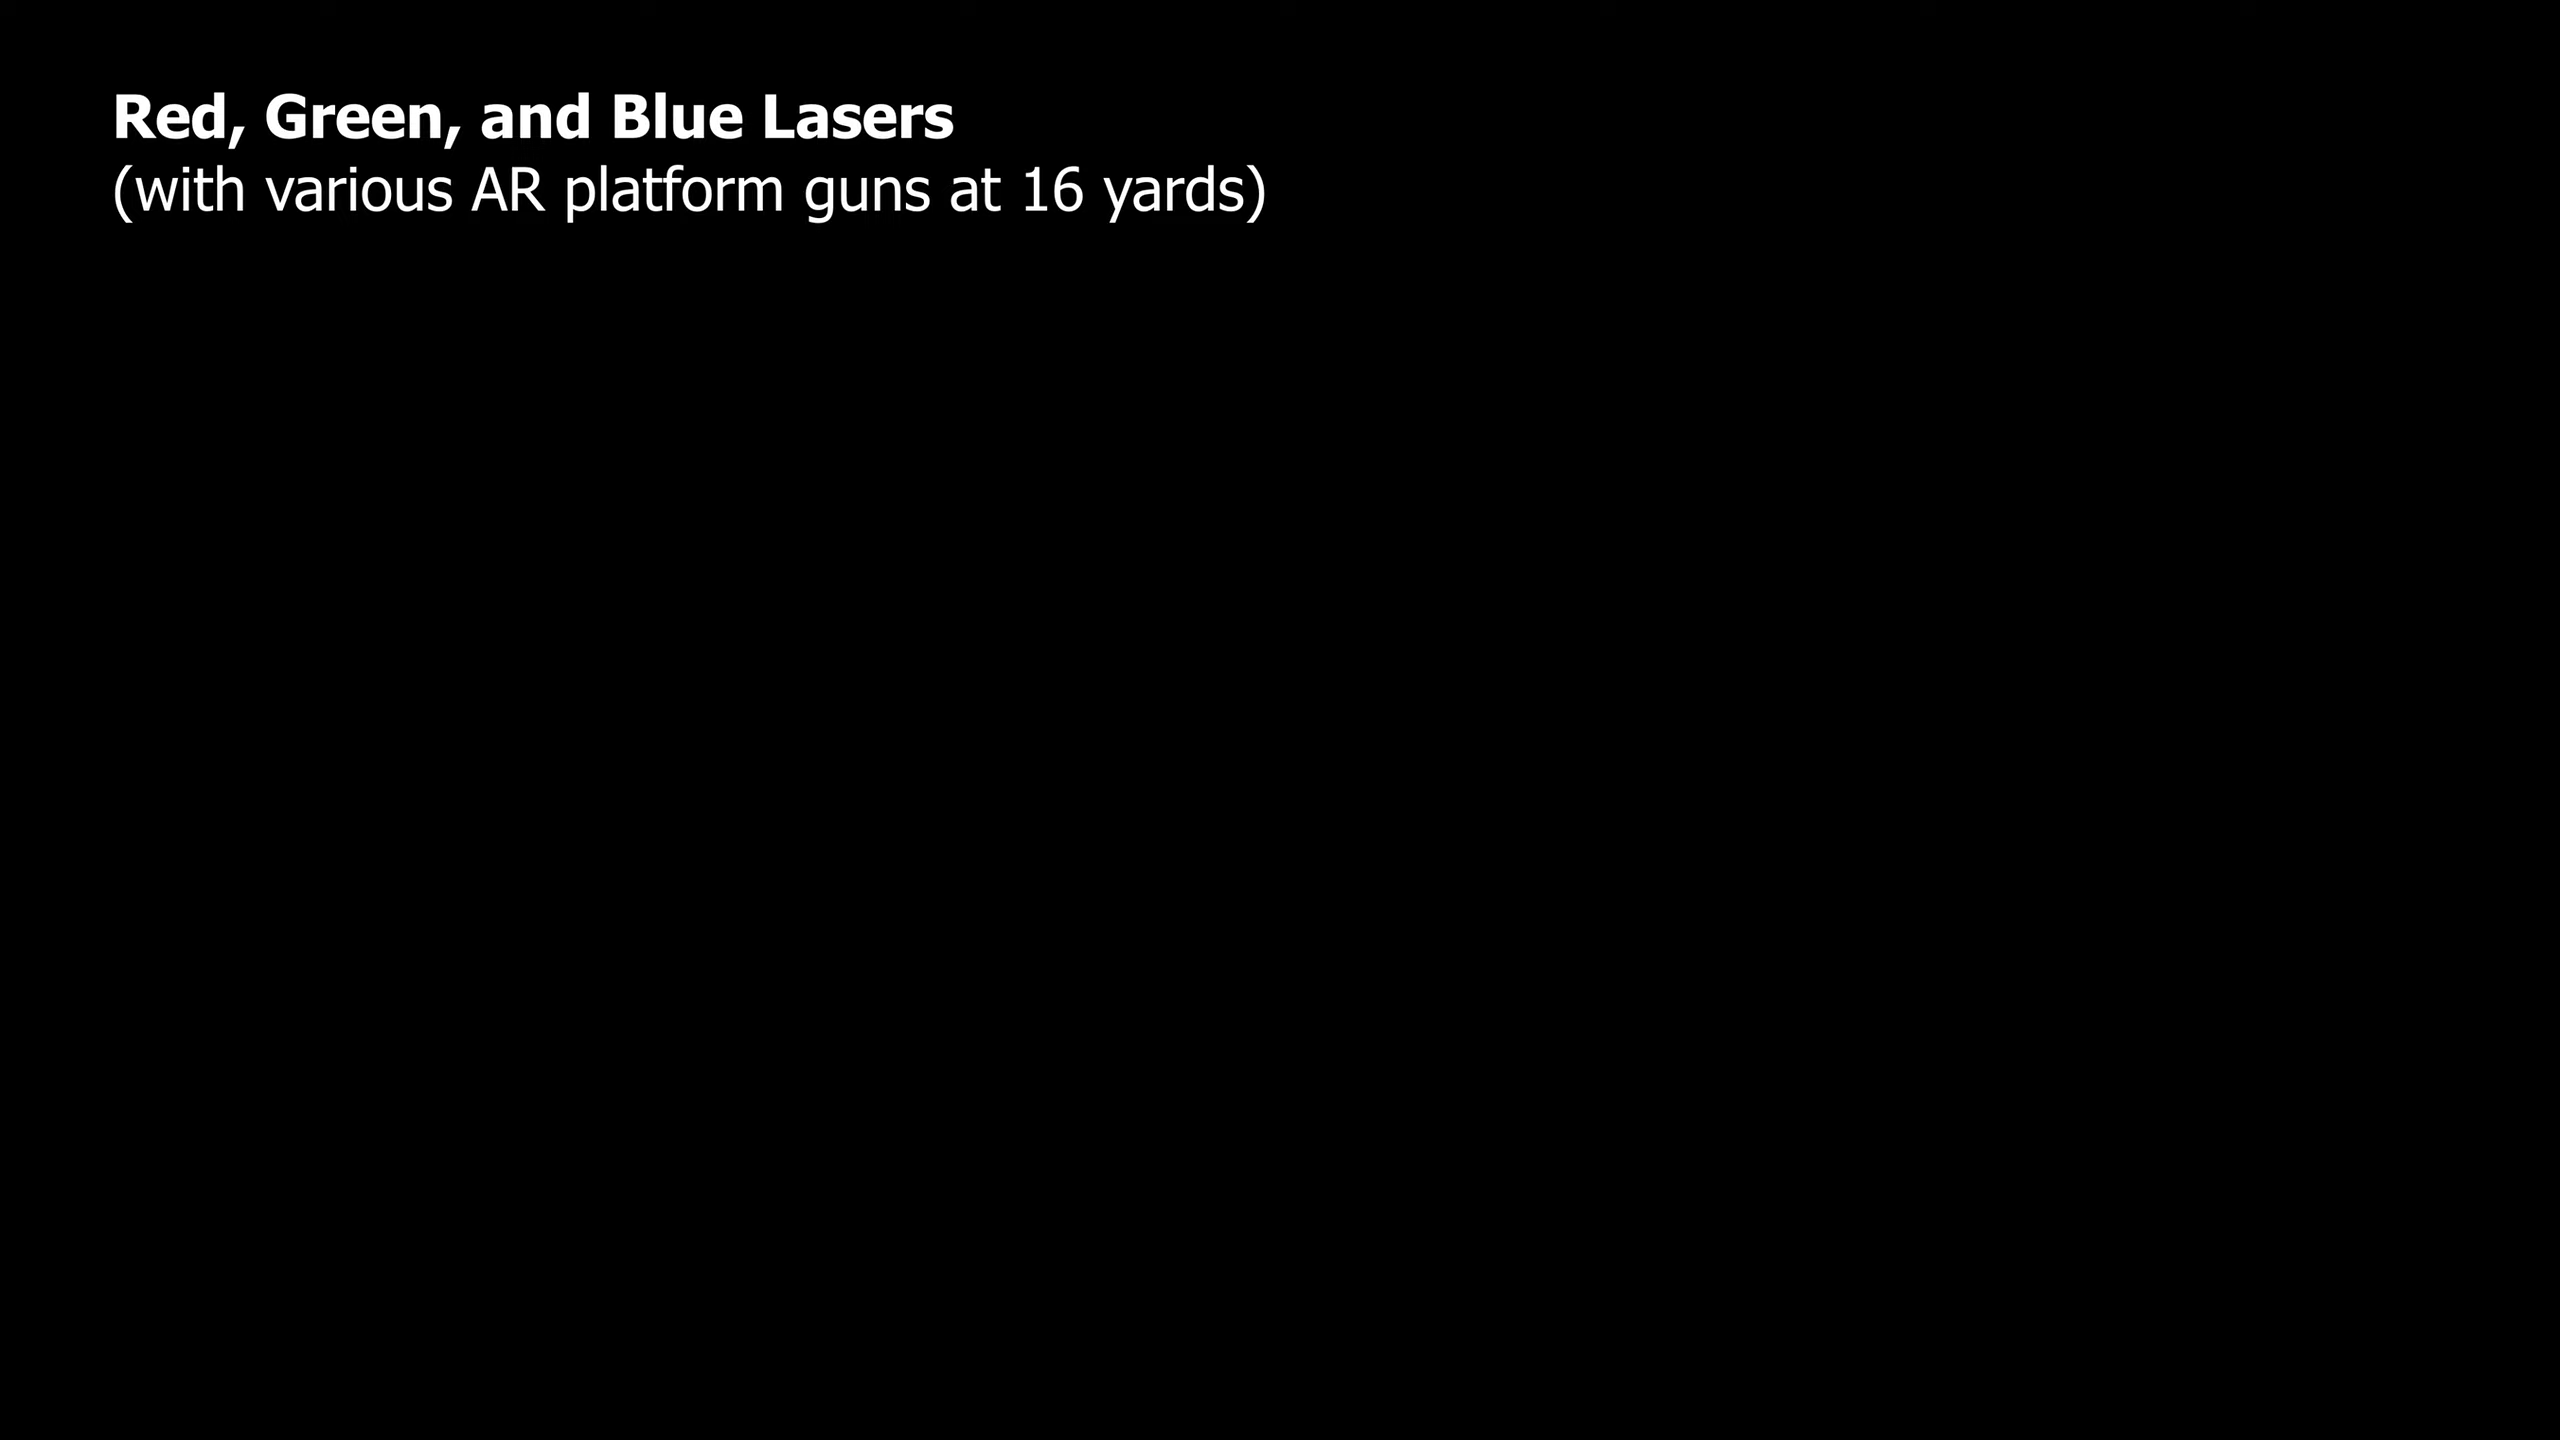 Red, Green, and Blue Lasers
(with various AR platform guns at 16 yards)